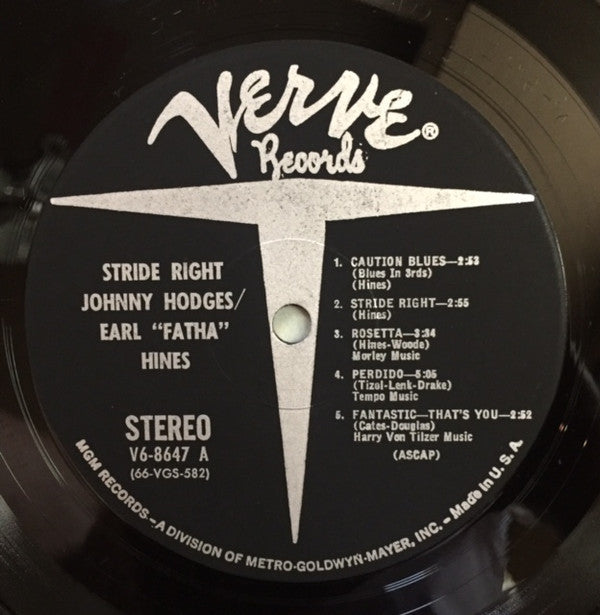 Verve®
Records
STRIDE RIGHT
JOHNNY HODGES/
EARL "FATHA"
HINES
STEREO
V6-8647 A
(66-VGS-582)
1. CAUTION BLUES—2:53
(Blues In 3rds)
(Hines)
2. STRIDE RIGHT—2:55
(Hines)
3. ROSETTA—3:34
(Hines-Woode)
Morley Music
4. PERDIDO—5:05
(Tizol-Lenk-Drake)
Tempo Music
5. FANTASTIC—THAT'S YOU—2:52
(Cates-Douglas)
Harry Von Tilzer Music
(ASCAP)
MGM RECORDS—A DIVISION OF METRO-GOLDWYN-MAYER, INC. – Made in U. S. A.